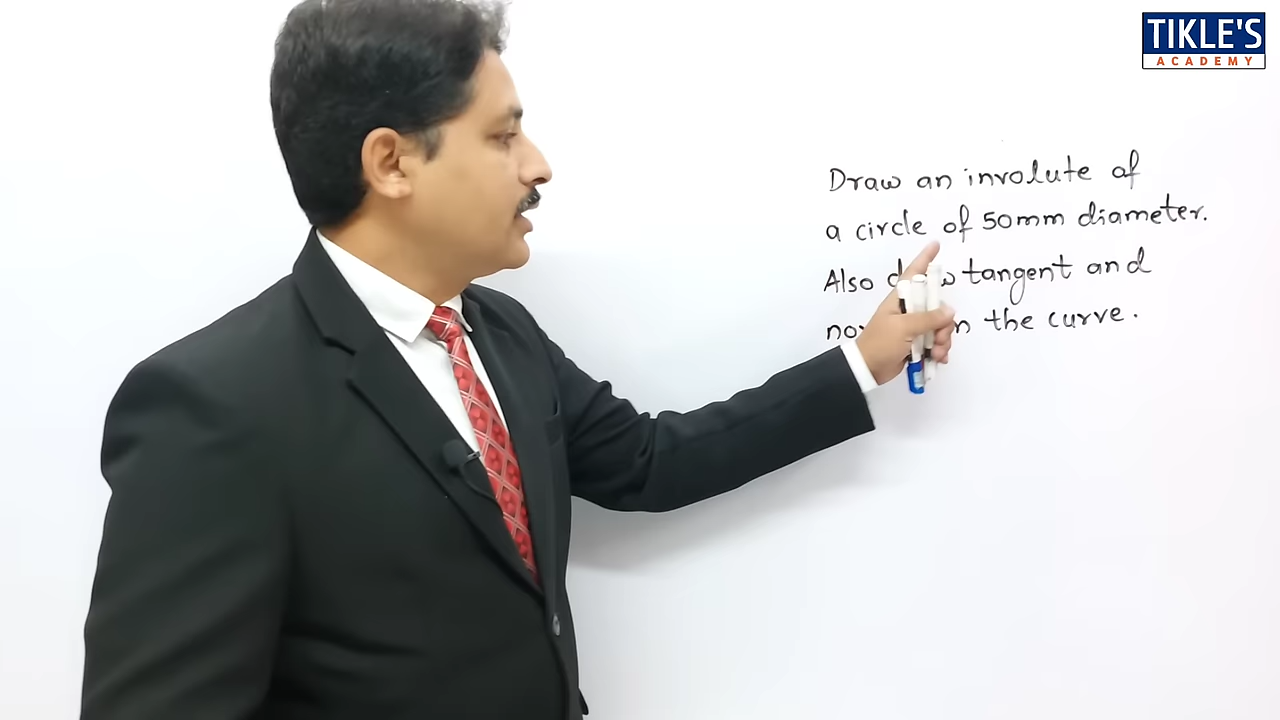 TIKLE'S
ACADEMY
Draw an involute of
a circle of 50mm diameter.
Also tangent and
the curve.